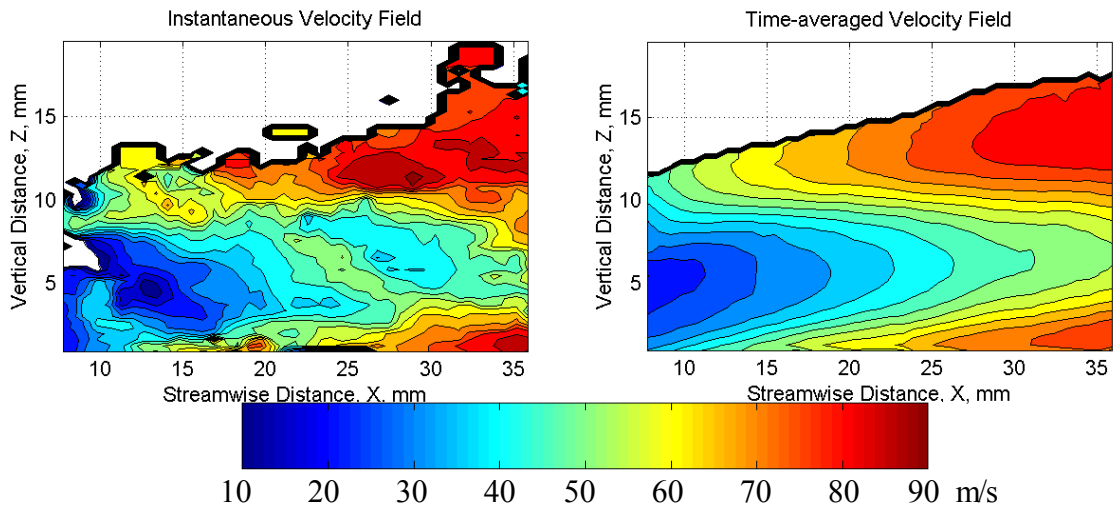 Instantaneous Velocity Field
Time-averaged Velocity Field
Vertical Distance, Z, mm
15
10
5
10 15 20 25 30 35
Streamwise Distance, X, mm
Vertical Distance, Z, mm
15
10
5
10 15 20 25 30 35
Streamwise Distance, X, mm
10 20 30 40 50 60 70 80 90 m/s